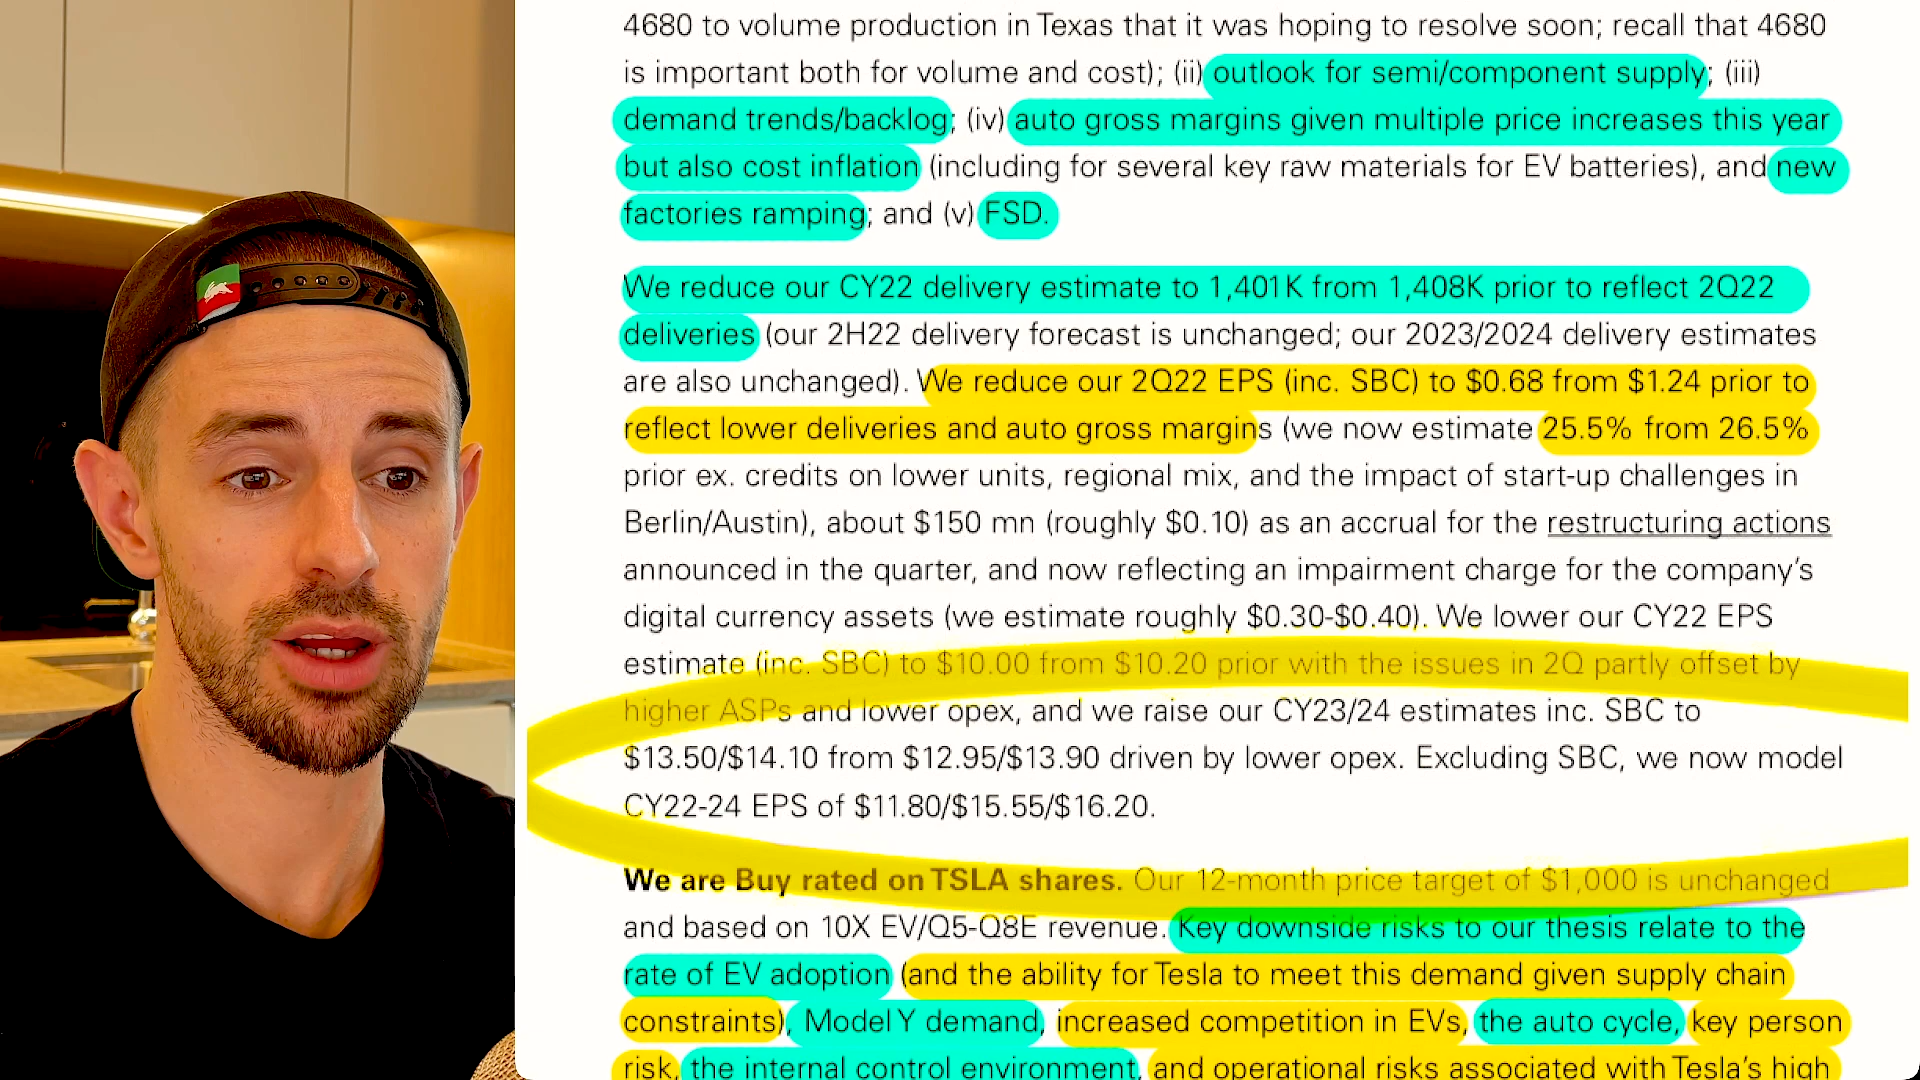 4680 to volume production in Texas that it was hoping to resolve soon; recall that 4680
is important both for volume and cost); (ii) outlook for semi/component supply; (iii)
demand trends/backlog; (iv) auto gross margins given multiple price increases this year
but also cost inflation (including for several key raw materials for EV batteries), and new
factories ramping; and (v) FSD.
We reduce our CY22 delivery estimate to 1,401K from 1,408K prior to reflect 2Q22
deliveries (our 2H22 delivery forecast is unchanged; our 2023/2024 delivery estimates
are also unchanged). We reduce our 2Q22 EPS (inc. SBC) to $0.68 from $1.24 prior to
reflect lower deliveries and auto gross margins (we now estimate 25.5% from 26.5%
prior ex. credits on lower units, regional mix, and the impact of start-up challenges in
Berlin/Austin), about $150 mn (roughly $0.10) as an accrual for the restructuring actions
announced in the quarter, and now reflecting an impairment charge for the company's
digital currency assets (we estimate roughly $0.30-$0.40). We lower our CY22 EPS
estimate (inc. SBC) to $10.00 from $10.20 prior with the issues in 2Q partly offset by
higher ASPs and lower opex, and we raise our CY23/24 estimates inc. SBC to
$13.50/$14.10 from $12.95/$13.90 driven by lower opex. Excluding SBC, we now model
CY22-24 EPS of $11.80/$15.55/$16.20.
We are Buy rated on TSLA shares. Our 12-month price target of $1,000 is unchanged
and based on 10X EV/Q5-Q8E revenue. Key downside risks to our thesis relate to the
rate of EV adoption (and the ability for Tesla to meet this demand given supply chain
constraints), Model Y demand, increased competition in EVs, the auto cycle, key person
risk, the internal control environment, and operational risks associated with Tesla's high